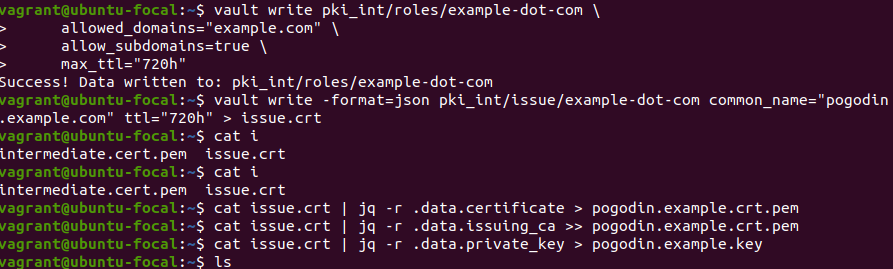 vagrant@ubuntu-focal:~$ vault write pki_int/roles/example-dot-com \
>      allowed_domains="example.com" \
>      allow_subdomains=true \
>      max_ttl="720h"
Success! Data written to: pki_int/roles/example-dot-com
vagrant@ubuntu-focal:~$ vault write -format=json pki_int/issue/example-dot-com common_name="pogodin
.example.com" ttl="720h" > issue.crt
vagrant@ubuntu-focal:~$ cat i
intermediate.cert.pem  issue.crt
vagrant@ubuntu-focal:~$ cat i
intermediate.cert.pem  issue.crt
vagrant@ubuntu-focal:~$ cat issue.crt | jq -r .data.certificate > pogodin.example.crt.pem
vagrant@ubuntu-focal:~$ cat issue.crt | jq -r .data.issuing_ca >> pogodin.example.crt.pem
vagrant@ubuntu-focal:~$ cat issue.crt | jq -r .data.private_key > pogodin.example.key
vagrant@ubuntu-focal:~$ ls